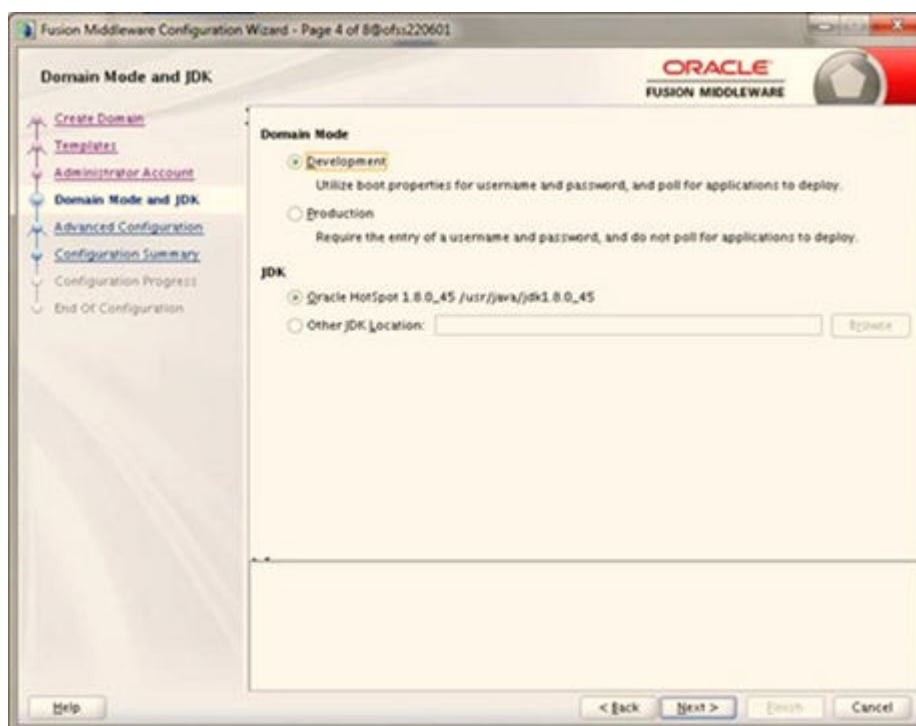 Fusion Middleware Configuration Wizard - Page 4 of 8@ofss220601
Domain Mode and JDK
ORACLE
FUSION MIDDLEWARE
Create Domain
Templates
Administrator Account
Domain Mode and JDK
Advanced Configuration
Configuration Summary
Configuration Progress
End Of Configuration
Domain Mode
Development
Utilize boot.properties for username and password, and poll for applications to deploy.
Production
Require the entry of a username and password, and do not poll for applications to deploy.
JDK
Oracle HotSpot 1.8.0_45 /usr/java/jdk1.8.0_45
Other JDK Location:
Browse
Help
< Back
Next >
Finish
Cancel